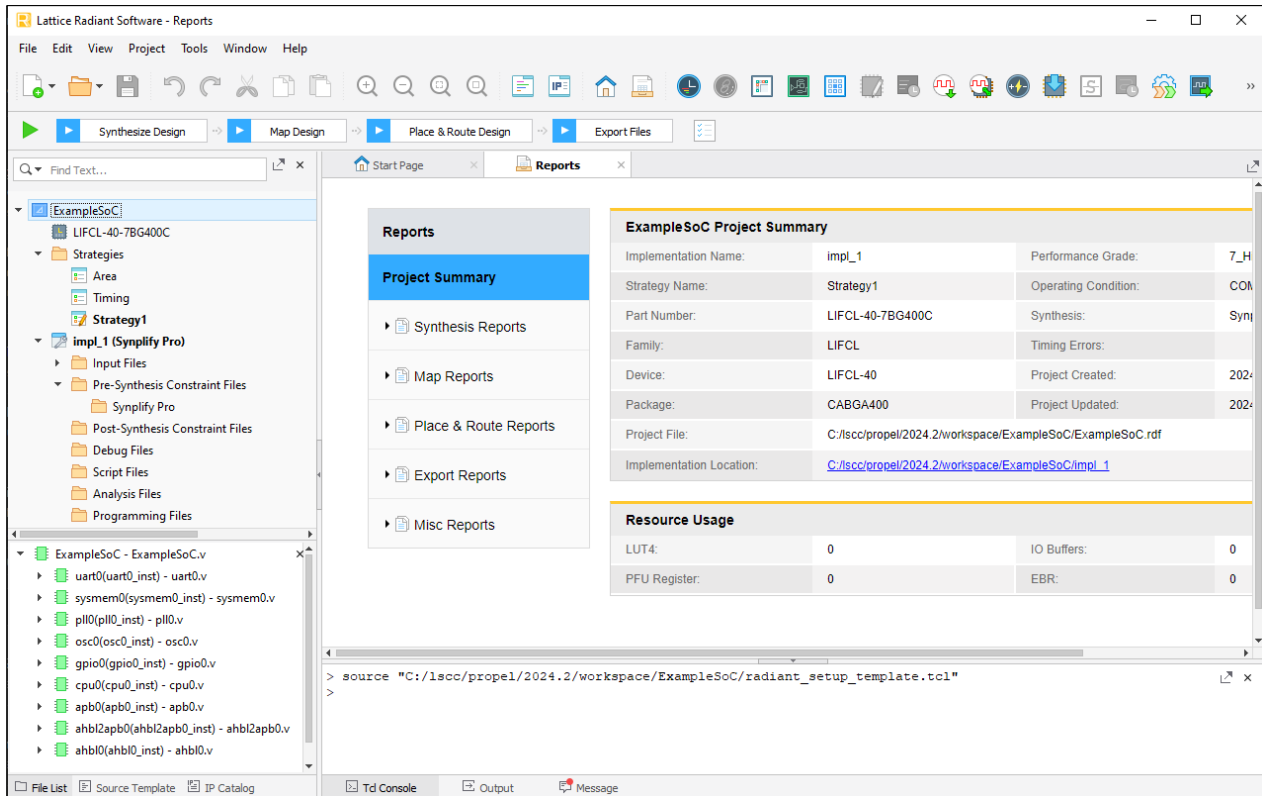 Lattice Radiant Software - Reports
File Edit View Project Tools Window Help
Synthesize Design Map Design Place & Route Design Export Files
Find Text...
ExampleSoC
LIFCL-40-7BG400C
Strategies
Area
Timing
Strategy1
impl_1 (Synplify Pro)
Input Files
Pre-Synthesis Constraint Files
Synplify Pro
Post-Synthesis Constraint Files
Debug Files
Script Files
Analysis Files
Programming Files
ExampleSoC - ExampleSoC.v
uart0(uart0_inst) - uart0.v
sysmem0(sysmem0_inst) - sysmem0.v
pll0(pll0_inst) - pll0.v
osc0(osc0_inst) - osc0.v
gpio0(gpio0_inst) - gpio0.v
cpu0(cpu0_inst) - cpu0.v
apb0(apb0_inst) - apb0.v
ahbl2apb0(ahbl2apb0_inst) - ahbl2apb0.v
ahbl0(ahbl0_inst) - ahbl0.v
File List Source Template IP Catalog
Start Page Reports
Reports
Project Summary
Synthesis Reports
Map Reports
Place & Route Reports
Export Reports
Misc Reports
ExampleSoC Project Summary
Implementation Name: impl_1 Performance Grade: 7_H
Strategy Name: Strategy1 Operating Condition: COM
Part Number: LIFCL-40-7BG400C Synthesis: Syn
Family: LIFCL Timing Errors:
Device: LIFCL-40 Project Created: 2024
Package: CABGA400 Project Updated: 2024
Project File: C:/lscc/propel/2024.2/workspace/ExampleSoC/ExampleSoC.rdf
Implementation Location: C:/lscc/propel/2024.2/workspace/ExampleSoC/impl_1
Resource Usage
LUT4: 0 IO Buffers: 0
PFU Register: 0 EBR: 0
> source "C:/lscc/propel/2024.2/workspace/ExampleSoC/radiant_setup_template.tcl"
>
Tcl Console Output Message